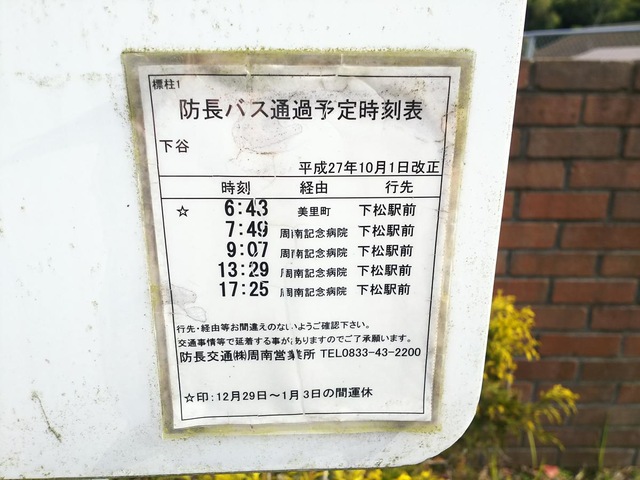 標柱1
防長バス通過予定時刻表
下谷
平成27年10月1日改正
時刻 経由 行先
☆ 6:43 美里町 下松駅前
7:49 周南記念病院 下松駅前
9:07 周南記念病院 下松駅前
13:29 周南記念病院 下松駅前
17:25 周南記念病院 下松駅前
行先・経由等お間違えのないようご確認下さい。
交通事情等で延着する事がありますのでご了承願います。
防長交通㈱周南営業所 TEL0833-43-2200
☆印:12月29日～1月3日の間運休